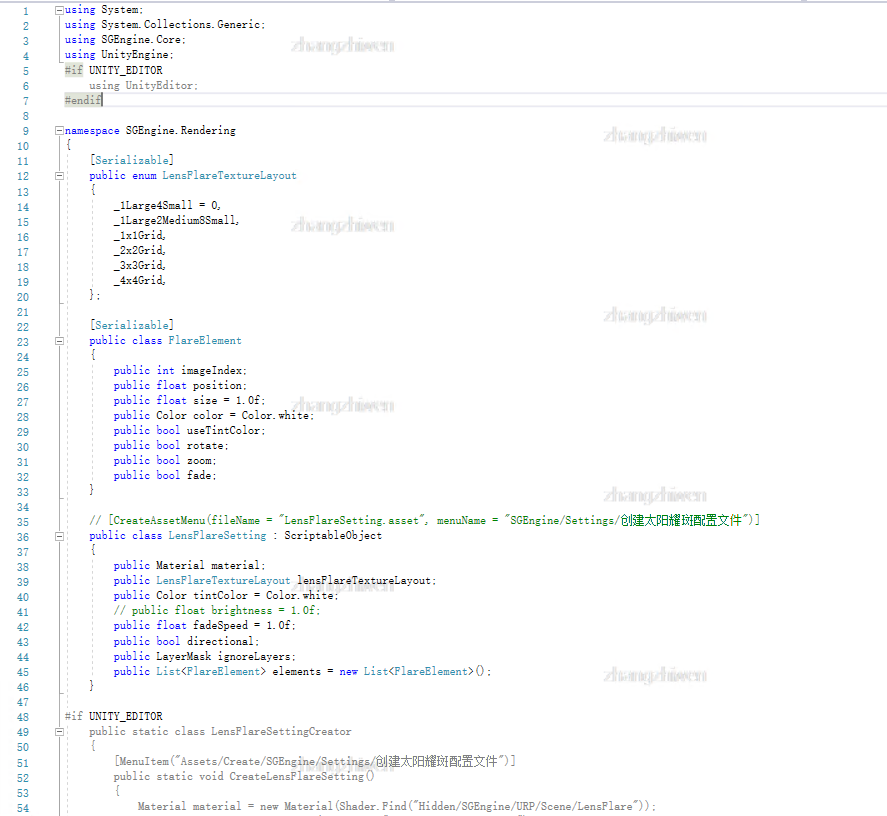 1 using System;
2 using System.Collections.Generic;
3 using SGEngine.Core;
4 using UnityEngine;
5 #if UNITY_EDITOR
6 using UnityEditor;
7 #endif
8
9 namespace SGEngine.Rendering
10 {
11 [Serializable]
12 public enum LensFlareTextureLayout
13 {
14 _1Large4Small = 0,
15 _1Large2Medium8Small,
16 _1x1Grid,
17 _2x2Grid,
18 _3x3Grid,
19 _4x4Grid,
20 };
21
22 [Serializable]
23 public class FlareElement
24 {
25 public int imageIndex;
26 public float position;
27 public float size = 1.0f;
28 public Color color = Color.white;
29 public bool useTintColor;
30 public bool rotate;
31 public bool zoom;
32 public bool fade;
33 }
34
35 // [CreateAssetMenu(fileName = "LensFlareSetting.asset", menuName = "SGEngine/Settings/创建太阳耀斑配置文件")]
36 public class LensFlareSetting : ScriptableObject
37 {
38 public Material material;
39 public LensFlareTextureLayout lensFlareTextureLayout;
40 public Color tintColor = Color.white;
41 // public float brightness = 1.0f;
42 public float fadeSpeed = 1.0f;
43 public bool directional;
44 public LayerMask ignoreLayers;
45 public List<FlareElement> elements = new List<FlareElement>();
46 }
47
48 #if UNITY_EDITOR
49 public static class LensFlareSettingCreator
50 {
51 [MenuItem("Assets/Create/SGEngine/Settings/创建太阳耀斑配置文件")]
52 public static void CreateLensFlareSetting()
53 {
54 Material material = new Material(Shader.Find("Hidden/SGEngine/URP/Scene/LensFlare"));
zhangzhiwen
zhangzhiwen
zhangzhiwen
zhangzhiwen
zhangzhiwen
zhangzhiwen
zhangzhiwen
zhangzhiwen
zhangzhiwen